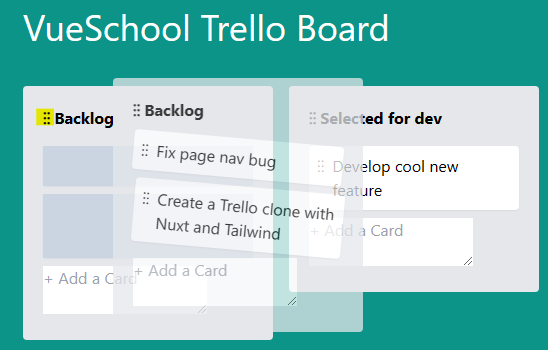 VueSchool Trello Board
Backlog
Backlog
Fix page nav bug
Create a Trello clone with
Nuxt and Tailwind
+ Add a Card
+ Add a Card
Selected for dev
Develop cool new
feature
+ Add a Card